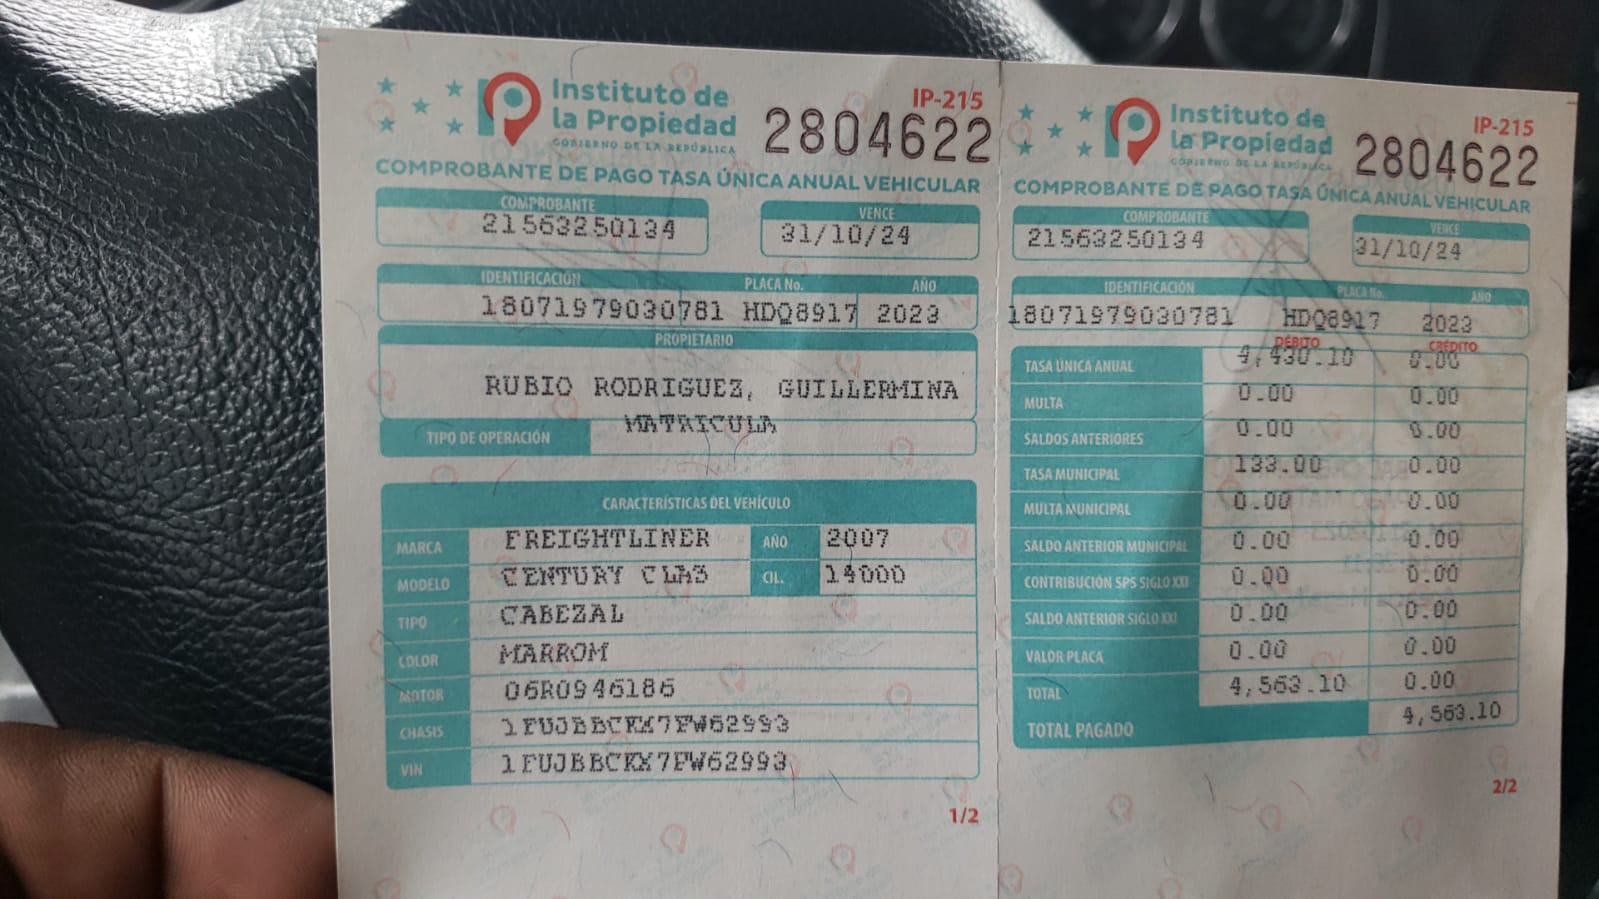 Instituto de
la Propiedad
GOBIERNO DE LA REPÚBLICA
IP-215
2804622
COMPROBANTE DE PAGO TASA ÚNICA ANUAL VEHICULAR
COMPROBANTE
21563250134
VENCE
31/10/24
IDENTIFICACIÓN PLACA No. AÑO
18071979030781 HDQ8917 2023
PROPIETARIO
RUBIO RODRIGUEZ, GUILLERMINA
TIPO DE OPERACIÓN MATRICULA
CARACTERÍSTICAS DEL VEHÍCULO
MARCA FREIGHTLINER AÑO 2007
MODELO CENTURY CLAS CIL. 14000
TIPO CABEZAL
COLOR MARROM
MOTOR 06R0946186
CHASIS 1FUJBBCKX7FW62993
VIN 1FUJBBCKX7FW62993
1/2
Instituto de
la Propiedad
GOBIERNO DE LA REPÚBLICA
IP-215
2804622
COMPROBANTE DE PAGO TASA ÚNICA ANUAL VEHICULAR
COMPROBANTE
21563250134
VENCE
31/10/24
IDENTIFICACIÓN PLACA No. AÑO
18071979030781 HDQ8917 2023
DÉBITO CRÉDITO
TASA ÚNICA ANUAL 4,430.10 0.00
MULTA 0.00 0.00
SALDOS ANTERIORES 0.00 0.00
TASA MUNICIPAL 133.00 0.00
MULTA MUNICIPAL 0.00 0.00
SALDO ANTERIOR MUNICIPAL 0.00 0.00
CONTRIBUCIÓN SPS SIGLO XXI 0.00 0.00
SALDO ANTERIOR SIGLO XXI 0.00 0.00
VALOR PLACA 0.00 0.00
TOTAL 4,563.10 0.00
TOTAL PAGADO 4,563.10
2/2